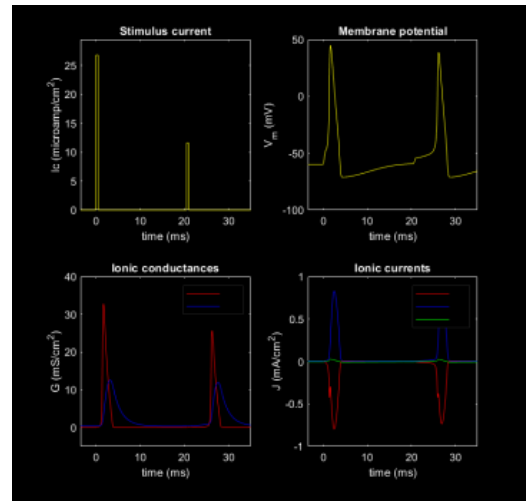 Stimulus current
Ic (microamp/cm²)
25
20
15
10
5
0
0 10 20 30
time (ms)
Membrane potential
V_m (mV)
50
0
-50
-100
0 10 20 30
time (ms)
Ionic conductances
G (mS/cm²)
40
30
20
10
0
0 10 20 30
time (ms)
Ionic currents
J (mA/cm²)
1
0.5
0
-0.5
-1
0 10 20 30
time (ms)